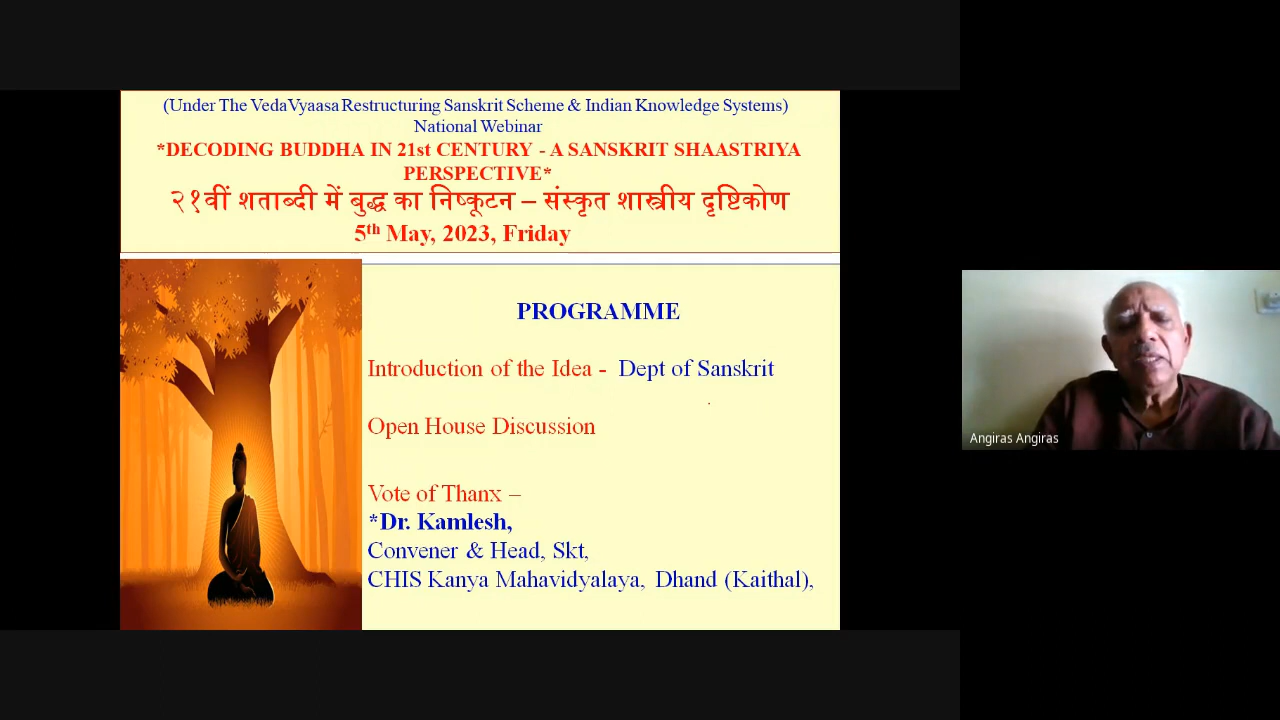 (Under The VedaVyaasa Restructuring Sanskrit Scheme & Indian Knowledge Systems)
National Webinar
*DECODING BUDDHA IN 21st CENTURY - A SANSKRIT SHAASTRIYA
PERSPECTIVE*
२१वीं शताब्दी में बुद्ध का निष्कूटन – संस्कृत शास्त्रीय दृष्टिकोण
5th May, 2023, Friday
PROGRAMME
Introduction of the Idea - Dept of Sanskrit
Open House Discussion
Vote of Thanx –
*Dr. Kamlesh,
Convener & Head, Skt,
CHIS Kanya Mahavidyalaya, Dhand (Kaithal),
Angiras Angiras